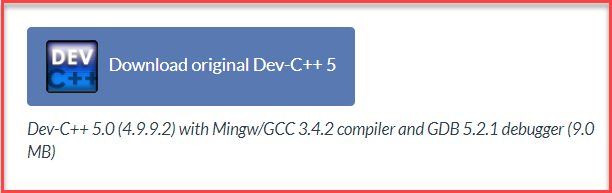 DEV
C++
Download original Dev-C++ 5
Dev-C++ 5.0 (4.9.9.2) with Mingw/GCC 3.4.2 compiler and GDB 5.2.1 debugger (9.0
MB)